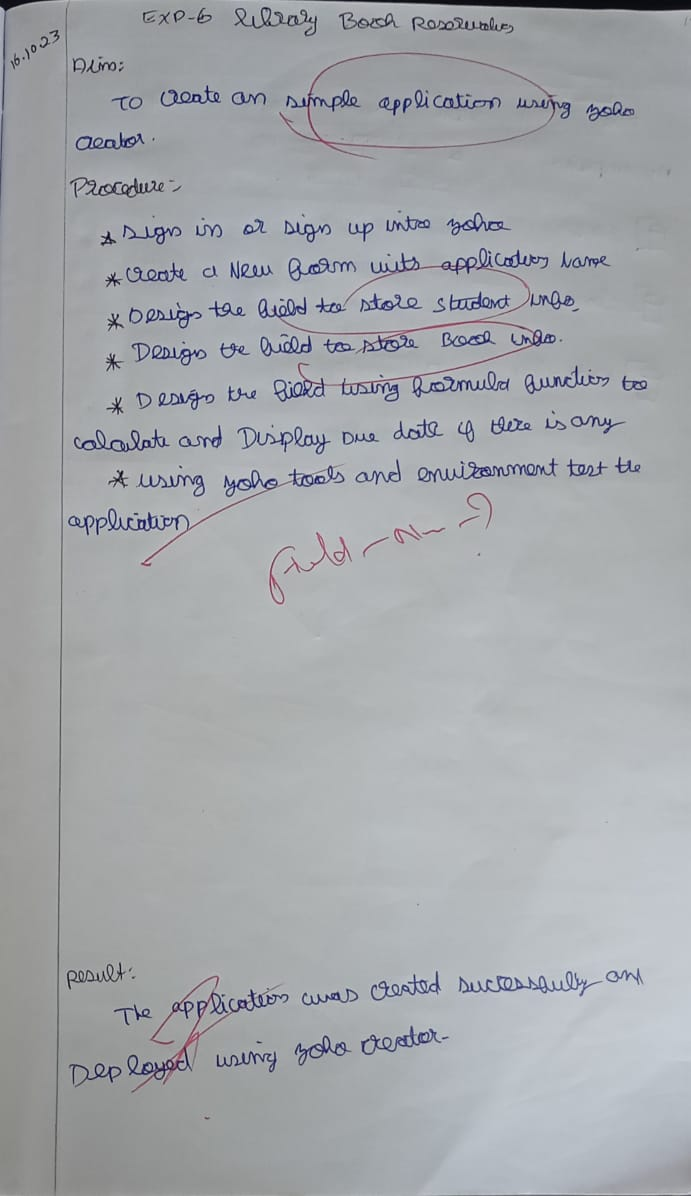 EXP-6 library Book Reservation
16.10.23
Aim:
To create an simple application using zoho
creator.
Procedure:-
* sign in or sign up into zoho
* create a New form with application Name
* Design the field to store student info
* Design the field to store Book info.
* Design the field using formula function to
calculate and Display Due date if there is any
* using zoho tools and environment test the
application
Field - ?
Result:
The application was created successfully and
Deployed using zoho creator.